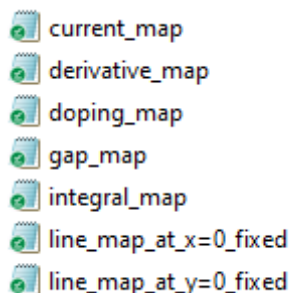 current_map
derivative_map
doping_map
gap_map
integral_map
line_map_at_x=0_fixed
line_map_at_y=0_fixed